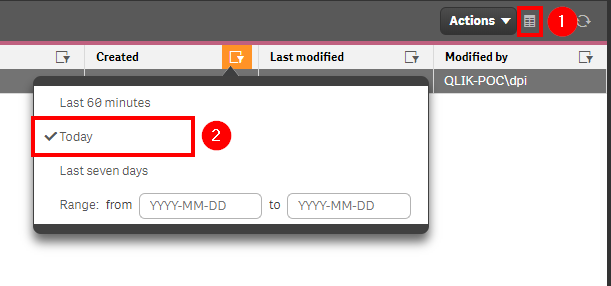 Actions 1
Created Last modified Modified by
QLIK-POC\dpi
Last 60 minutes
Today 2
Last seven days
Range: from YYYY-MM-DD to YYYY-MM-DD